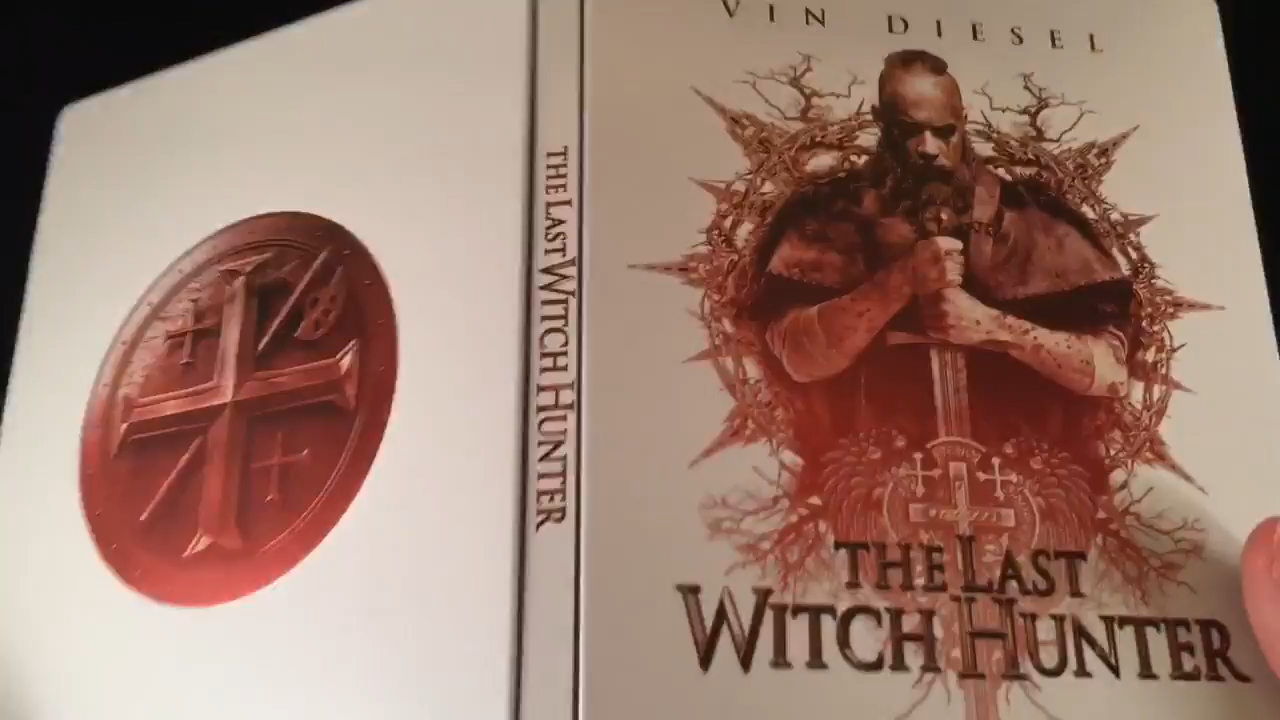 THE LAST WITCH HUNTER
VIN DIESEL
THE LAST
WITCH HUNTER